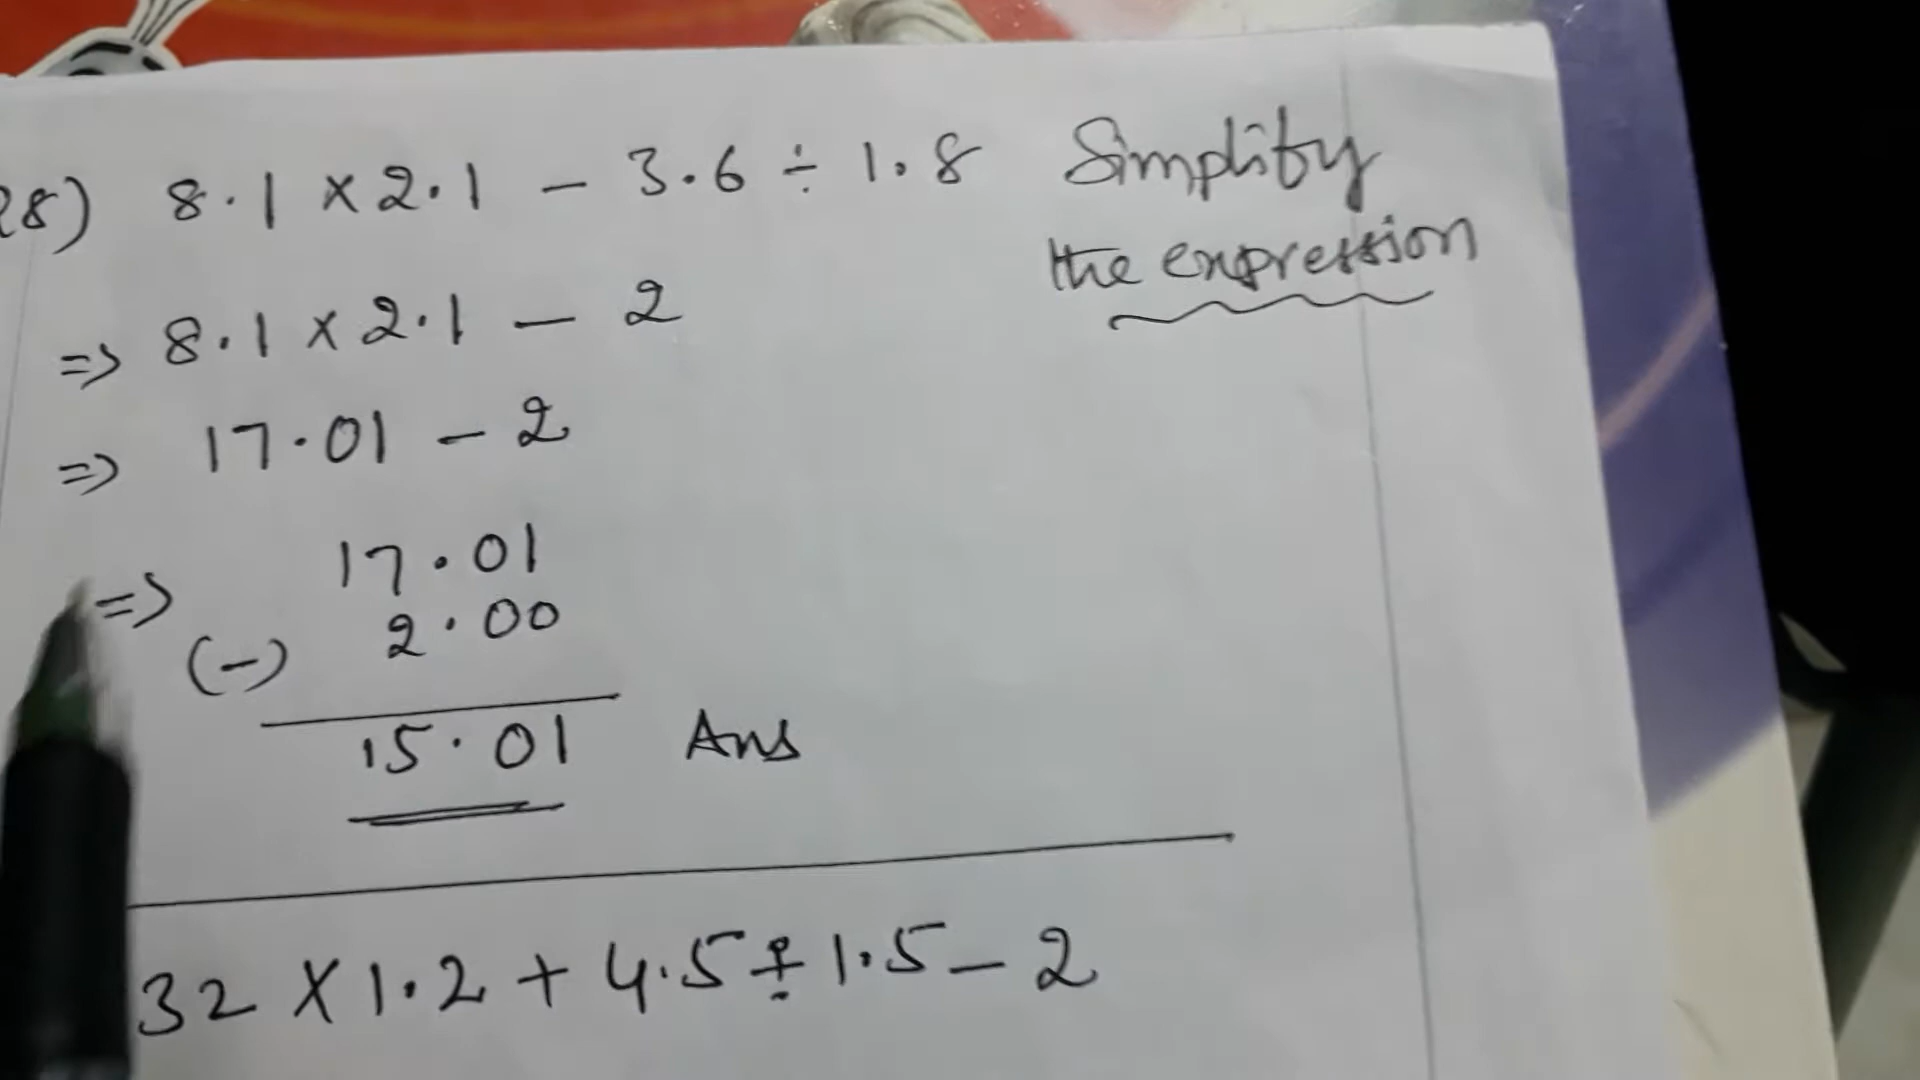 28) 8.1 × 2.1 - 3.6 ÷ 1.8 Simplify
the expression
=> 8.1 × 2.1 - 2
=> 17.01 - 2
=> 17.01
(-) 2.00
15.01 Ans
32 × 1.2 + 4.5 ÷ 1.5 - 2